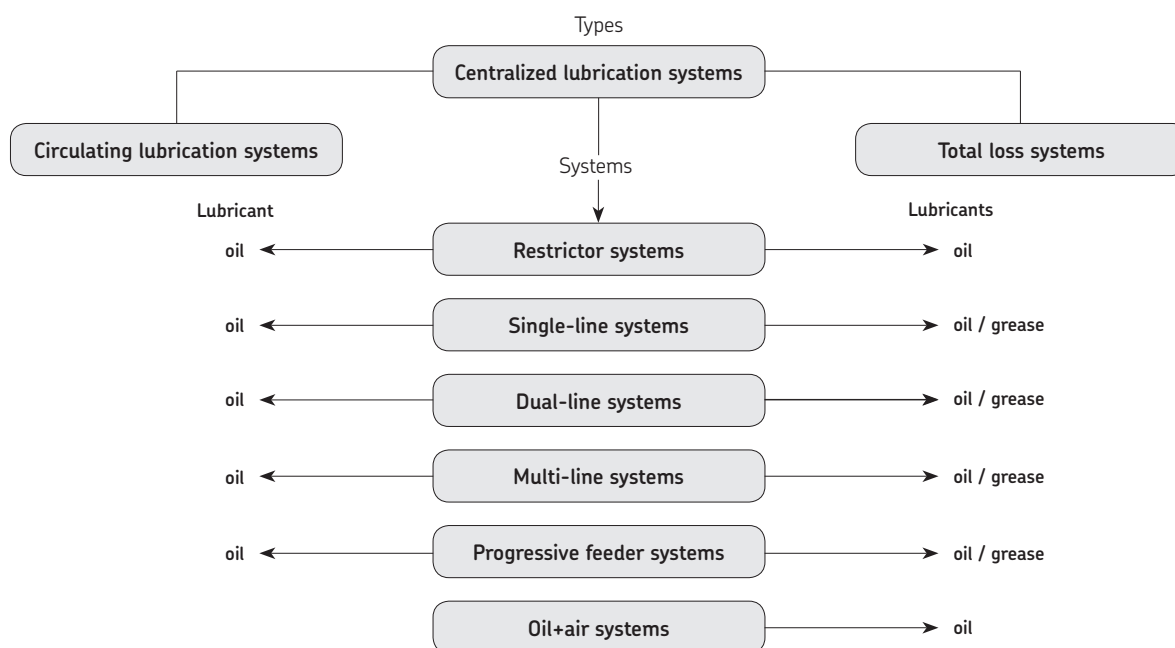 Types
Centralized lubrication systems
Circulating lubrication systems
Total loss systems
Systems
Lubricant
Lubricants
oil
Restrictor systems
oil
oil
Single-line systems
oil / grease
oil
Dual-line systems
oil / grease
oil
Multi-line systems
oil / grease
oil
Progressive feeder systems
oil / grease
Oil+air systems
oil